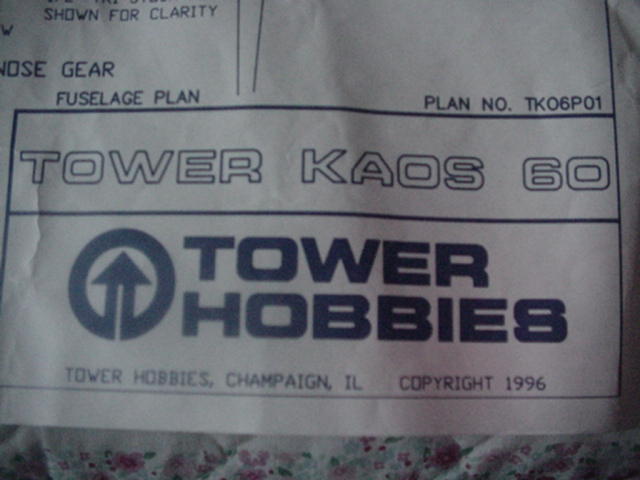 SHOWN FOR CLARITY
NOSE GEAR
FUSELAGE PLAN
PLAN NO. TK06P01
TOWER KAOS 60
TOWER
HOBBIES
TOWER HOBBIES, CHAMPAIGN, IL COPYRIGHT 1996